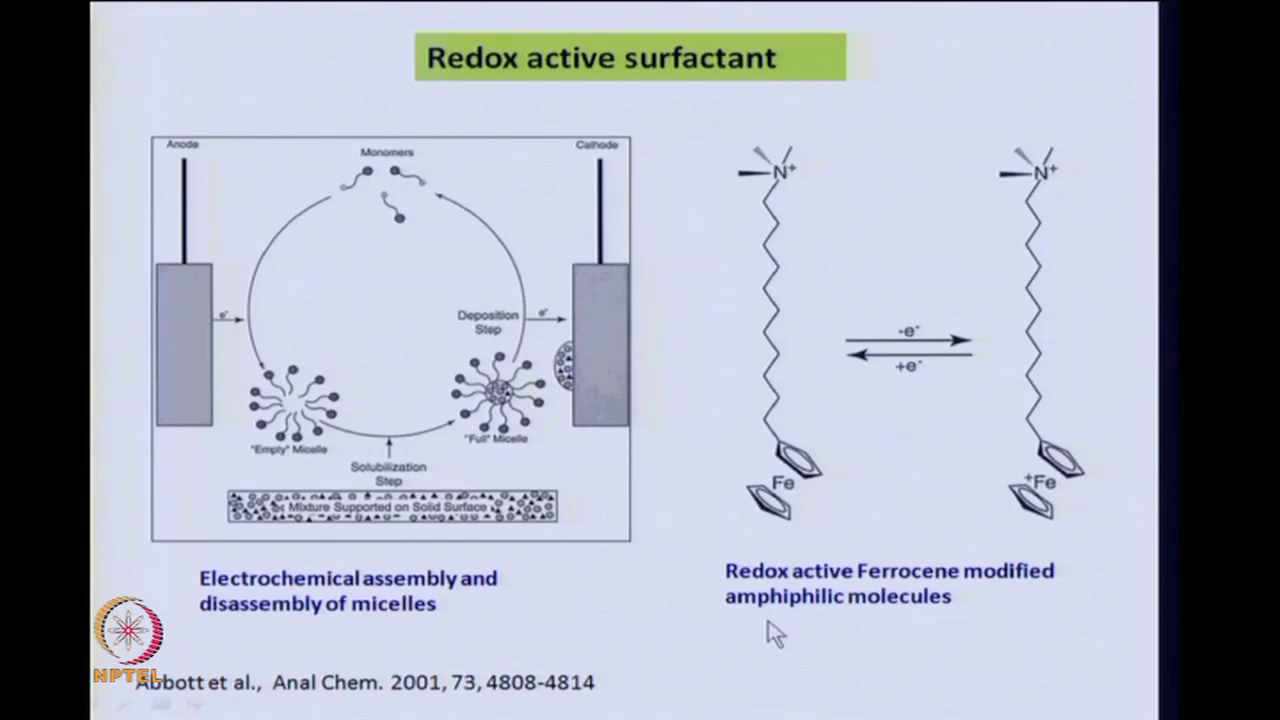 Redox active surfactant
Anode
Monomers
Cathode
e-
Deposition
Step
e-
"Empty" Micelle
"Full" Micelle
Solubilization
Step
Mixture Supported on Solid Surface
N+
N+
-e-
+e-
Fe
+Fe
Electrochemical assembly and
disassembly of micelles
Redox active Ferrocene modified
amphiphilic molecules
NPTEL
Abbott et al., Anal Chem. 2001, 73, 4808-4814